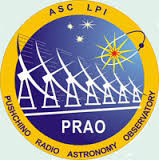 ASC LPI
PRAO
PUSHCHINO RADIO ASTRONOMY OBSERVATORY